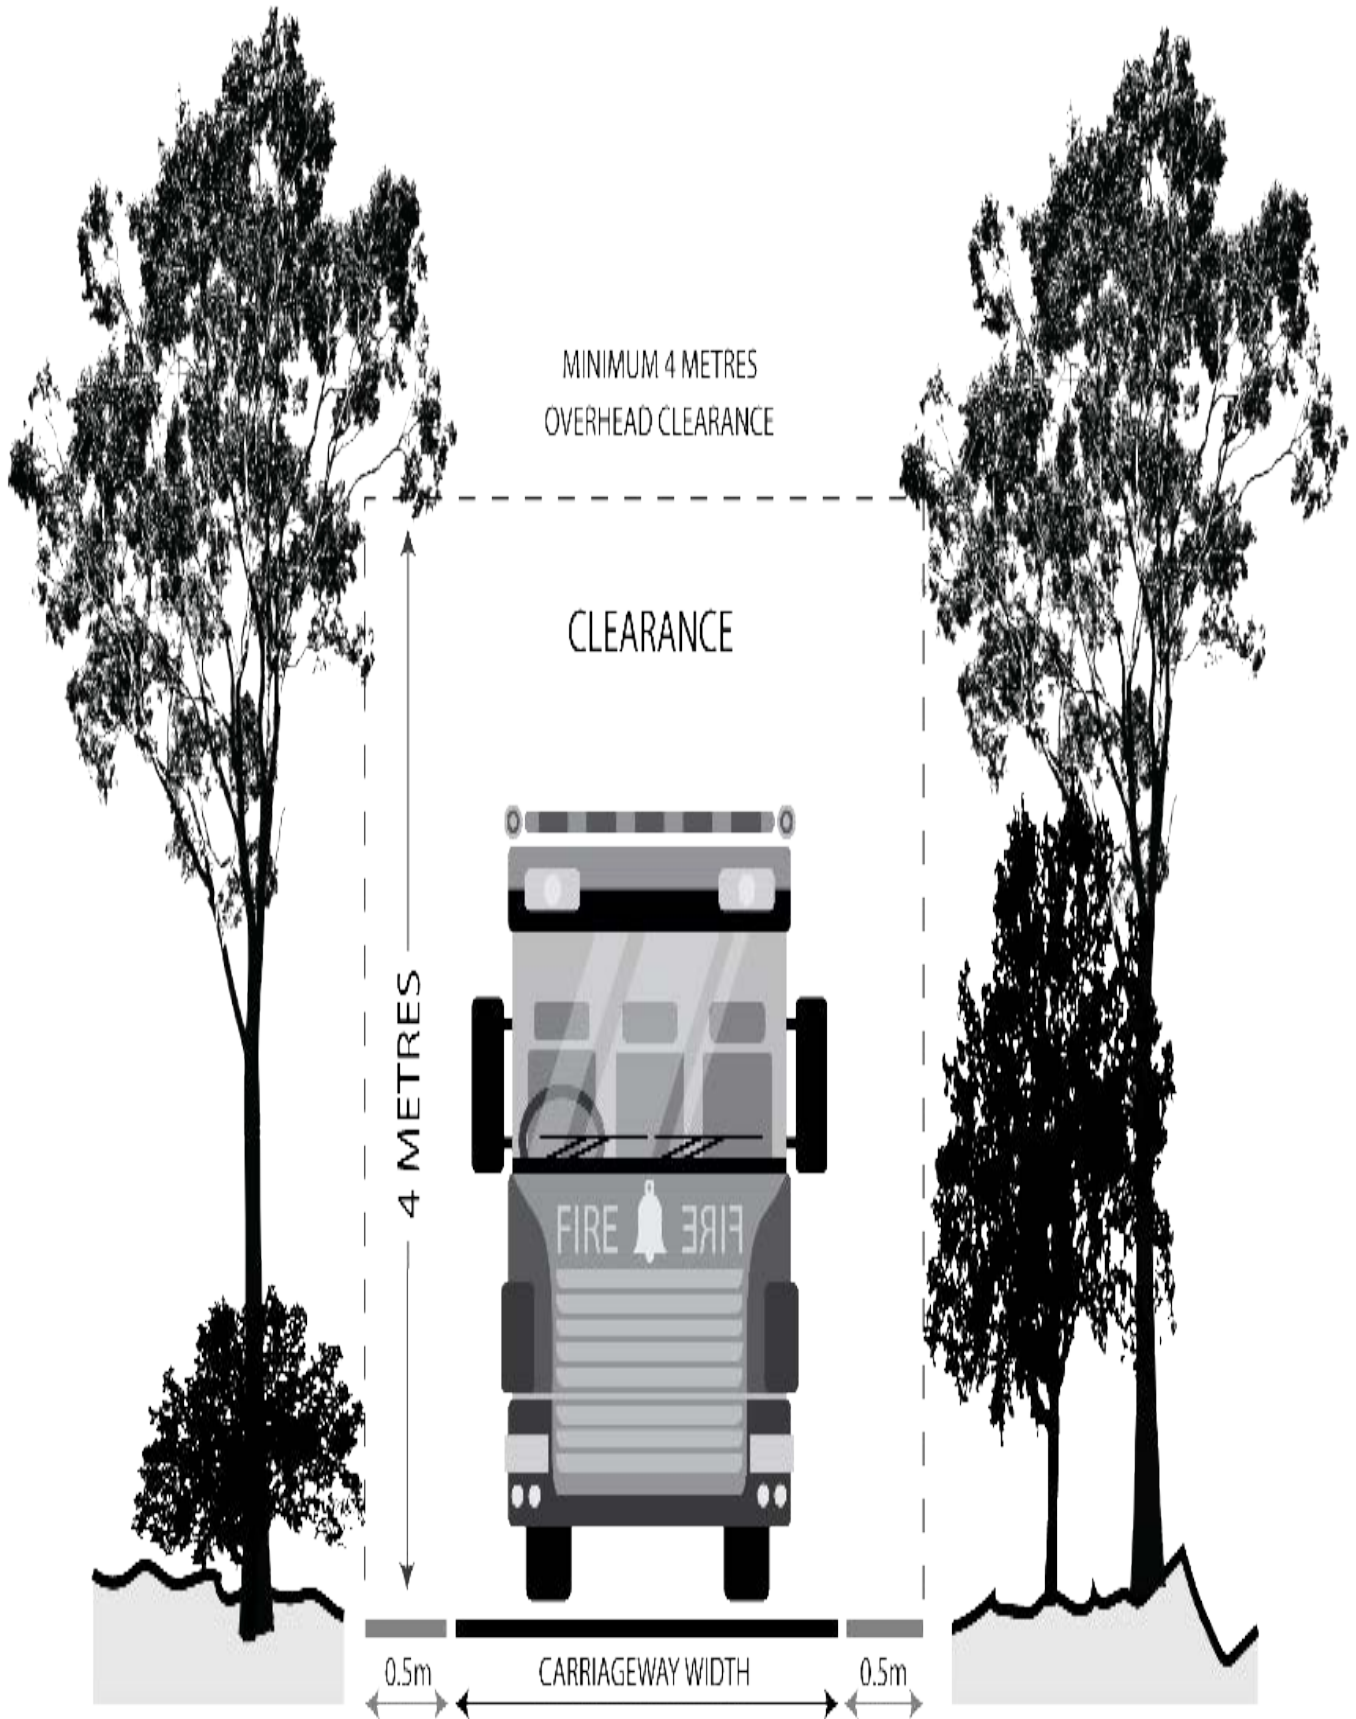 MINIMUM 4 METRES
OVERHEAD CLEARANCE
CLEARANCE
4 METRES
FIRE FIRE
0.5m CARRIAGEWAY WIDTH 0.5m